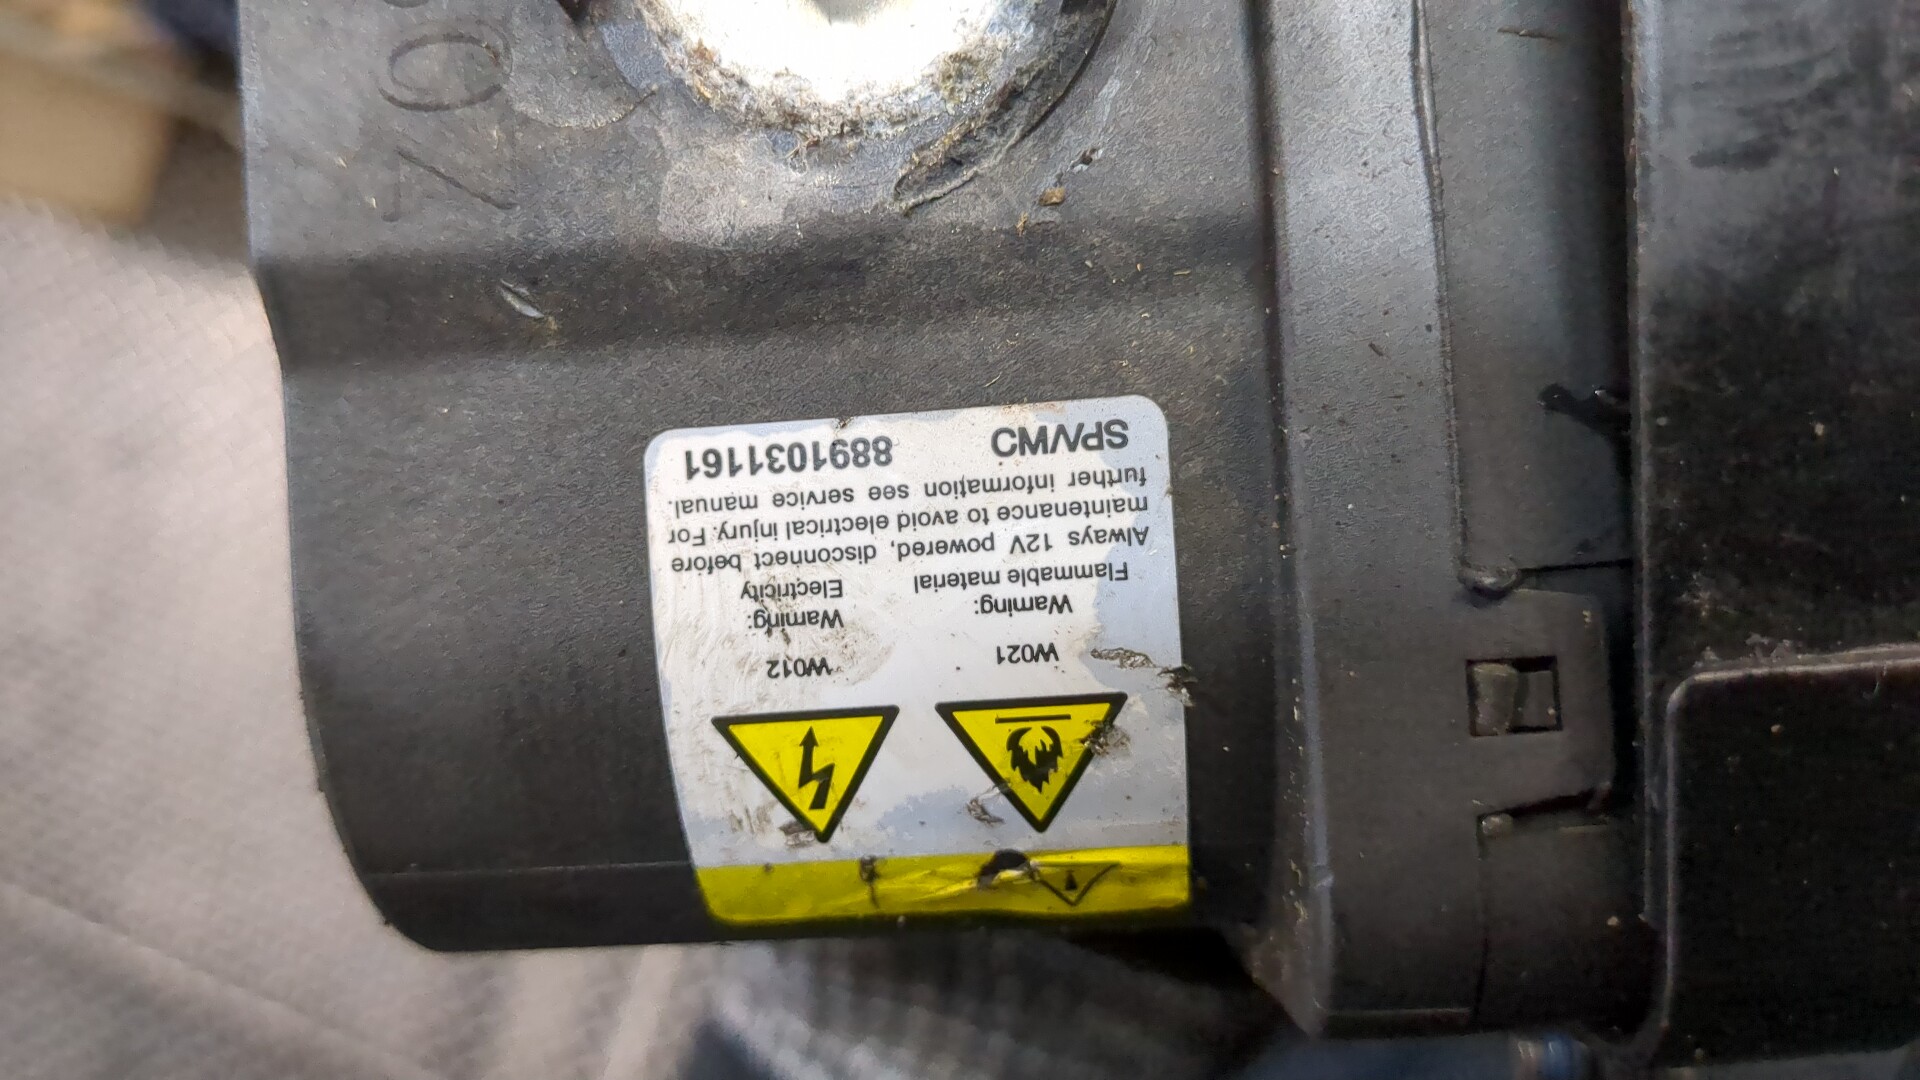 W021 W012
Warning: Warning:
Flammable material Electricity
Always 12V powered, disconnect before
maintenance to avoid electrical injury. For
further information see service manual.
8891031161